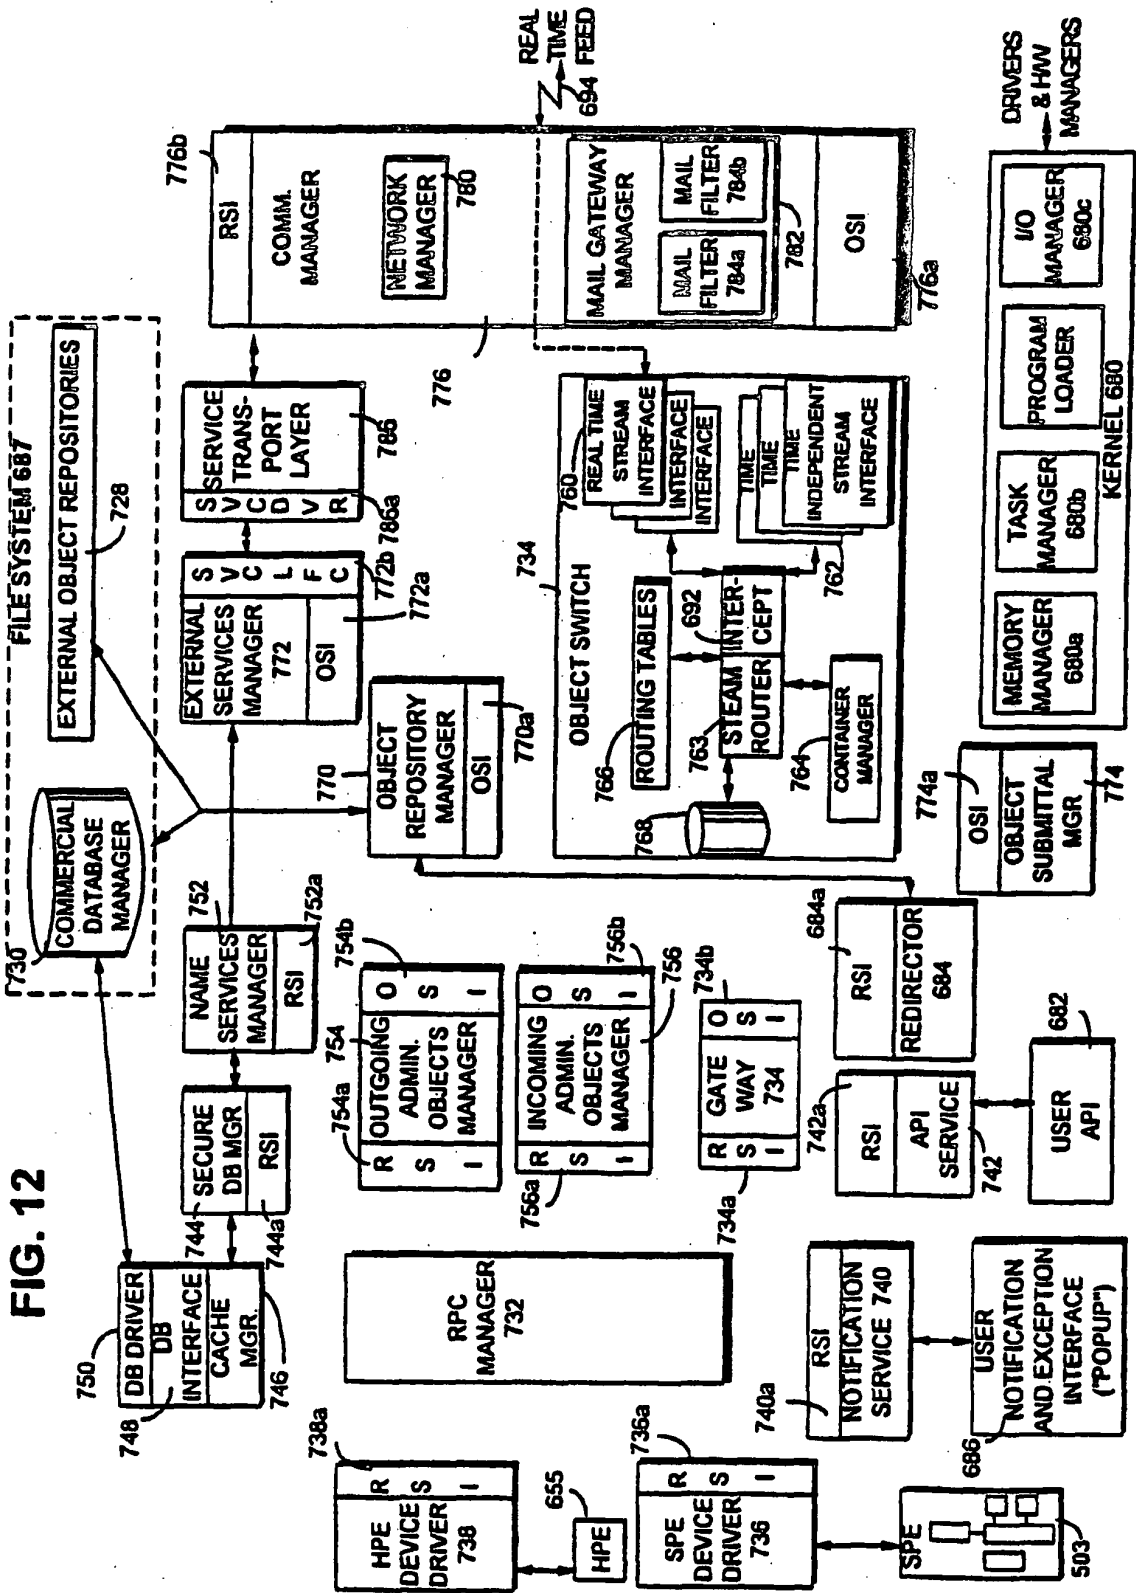 FIG. 12
FILE SYSTEM 687
EXTERNAL OBJECT REPOSITORIES
728
COMMERCIAL
DATABASE
MANAGER
730
750
DB DRIVER
DB
INTERFACE
CACHE
MGR.
748
746
744
SECURE
DB MGR
RSI
744a
NAME
SERVICES
MANAGER
RSI
752
752a
EXTERNAL
SERVICES
MANAGER
772
OSI
S
V
C
L
F
C
772b
772a
S
V
C
D
V
R
SERVICE
TRANS-
PORT
LAYER
786
786a
776b
RSI
COMM.
MANAGER
NETWORK
MANAGER
780
776
MAIL GATEWAY
MANAGER
MAIL
FILTER
784a
MAIL
FILTER
784b
782
OSI
776a
REAL
TIME
FEED
694
738a
HPE
DEVICE
DRIVER
738
R
S
I
655
HPE
736a
SPE
DEVICE
DRIVER
736
R
S
I
SPE
503
RPC
MANAGER
732
754a
754
754b
R
S
I
OUTGOING
ADMIN.
OBJECTS
MANAGER
O
S
I
756a
R
S
I
INCOMING
ADMIN.
OBJECTS
MANAGER
O
S
I
756b
756
734a
R
S
I
GATE
WAY
734
O
S
I
734b
770
OBJECT
REPOSITORY
MANAGER
OSI
770a
734
OBJECT SWITCH
760
REAL TIME
STREAM
INTERFACE
INTERFACE
INTERFACE
TIME
TIME
TIME
INDEPENDENT
STREAM
INTERFACE
762
766
ROUTING TABLES
692
763
STEAM
ROUTER
INTER-
CEPT
764
CONTAINER
MANAGER
768
740a
RSI
NOTIFICATION
SERVICE 740
USER
NOTIFICATION
AND EXCEPTION
INTERFACE
("POPUP")
686
742a
RSI
API
SERVICE
742
USER
API
682
684a
RSI
REDIRECTOR
684
774a
OSI
OBJECT
SUBMITTAL
MGR
774
MEMORY
MANAGER
680a
TASK
MANAGER
680b
PROGRAM
LOADER
I/O
MANAGER
680c
KERNEL 680
DRIVERS
& H/W
MANAGERS